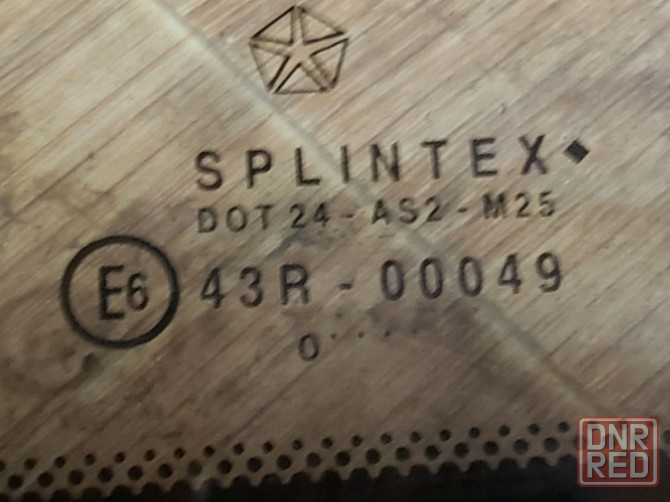 SPLINTEX
DOT 24 - AS2 - M25
E6 43R - 00049
0 . . . .
DNR
RED